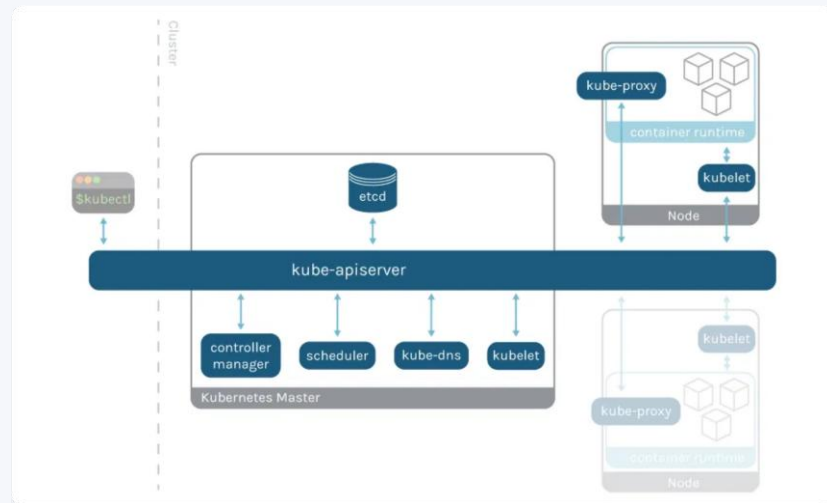 Cluster
kube-proxy
container runtime
kubelet
Node
$kubectl
etcd
kube-apiserver
controller
manager
scheduler
kube-dns
kubelet
Kubernetes Master
kubelet
kube-proxy
container runtime
Node